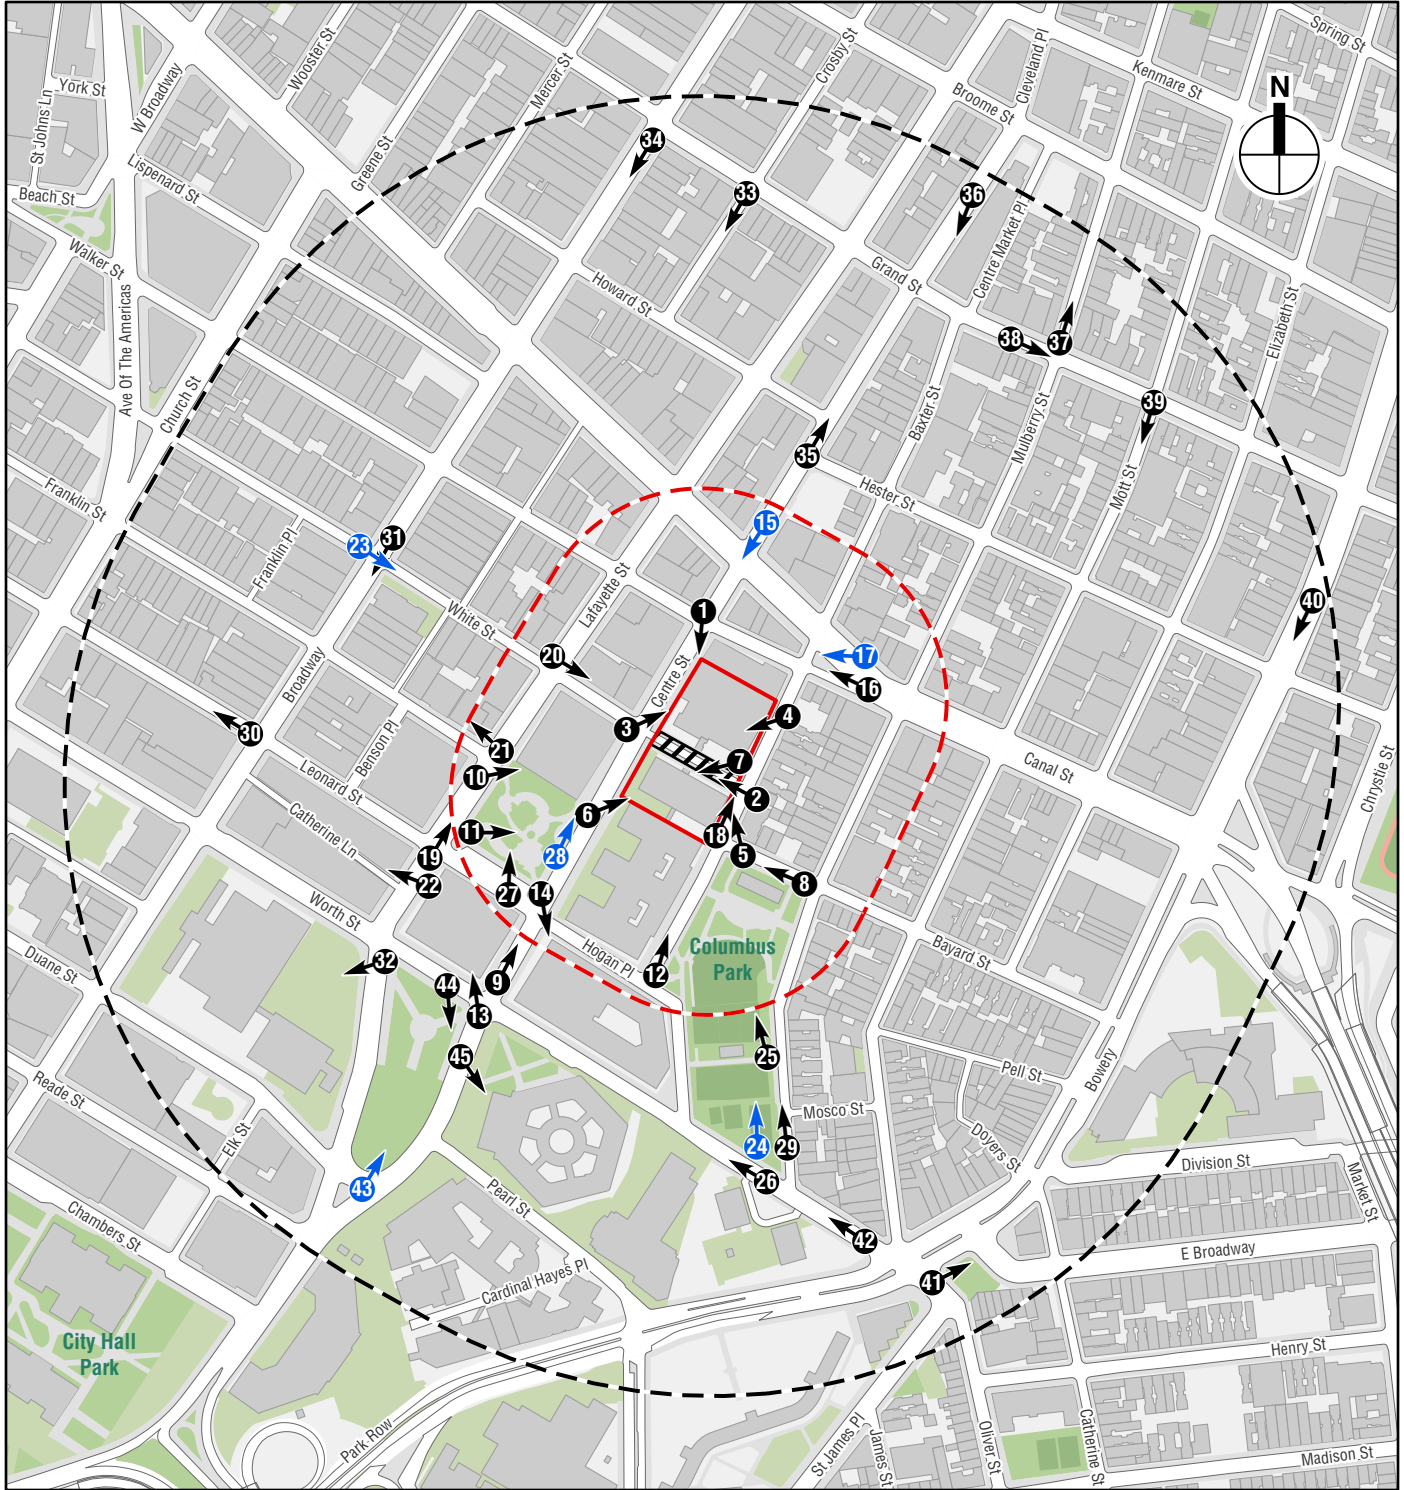 Spring St
Crosby St
Cleveland Pl
Wooster St
Mercer St
Kenmare St
York St
W Broadway
Broome St
N
St Johns Ln
Greene St
34
Lispenard St
33
36
Beach St
Centre Market Pl
Walker St
Grand St
Howard St
Ave Of The Americas
Elizabeth St
38
37
Church St
Baxter St
Mulberry St
39
35
Mott St
Franklin St
Hester St
15
23
31
Franklin Pl
Lafayette St
40
White St
1
20
17
Broadway
Centre St
16
3
4
30
21
Benson Pl
7
Canal St
10
Leonard St
Chrystie St
2
6
Catherine Ln
11
18
28
19
5
22
27
14
8
Worth St
Columbus
Park
Bayard St
Hogan Pl
Duane St
32
12
9
44
13
45
25
Pell St
Bowery
Reade St
Mosco St
Elk St
24
29
Doyers St
Division St
26
43
Pearl St
Market St
Chambers St
42
E Broadway
Cardinal Hayes Pl
41
City Hall
Park
Henry St
Park Row
St James Pl
James St
Oliver St
Catherine St
Madison St